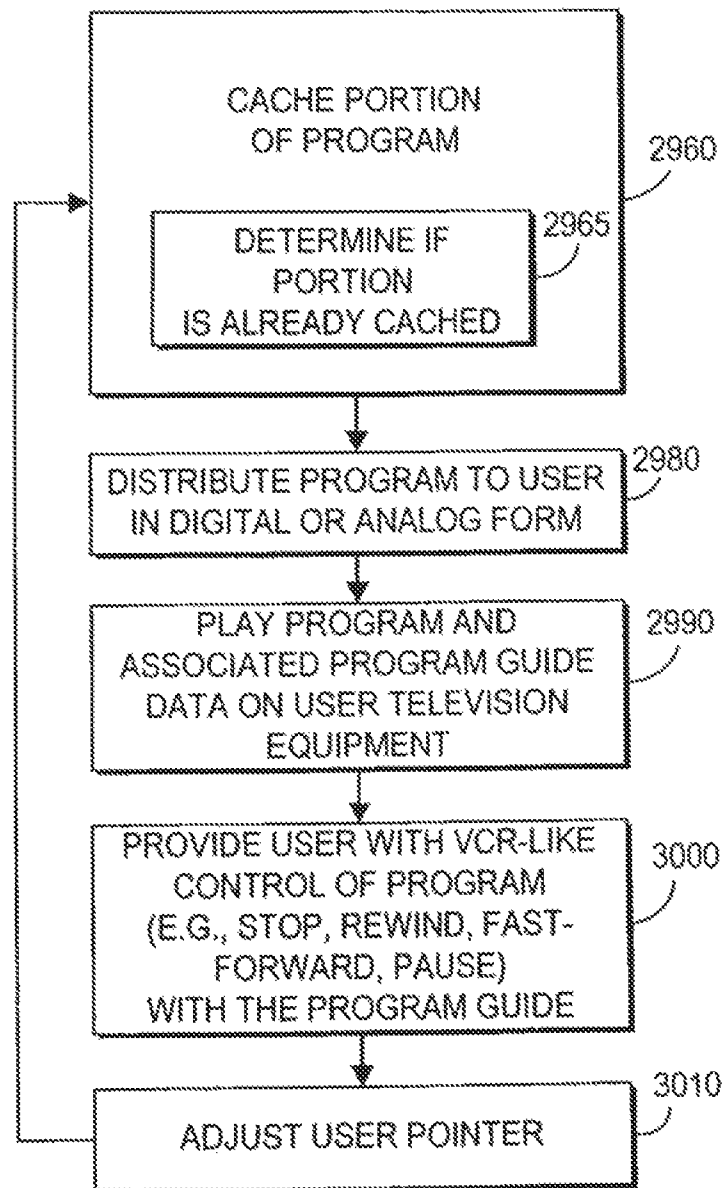 CACHE PORTION
OF PROGRAM
2960
2965
DETERMINE IF
PORTION
IS ALREADY CACHED
DISTRIBUTE PROGRAM TO USER
IN DIGITAL OR ANALOG FORM
2980
PLAY PROGRAM AND
ASSOCIATED PROGRAM GUIDE
DATA ON USER TELEVISION
EQUIPMENT
2990
PROVIDE USER WITH VCR-LIKE
CONTROL OF PROGRAM
(E.G., STOP, REWIND, FAST-
FORWARD, PAUSE)
WITH THE PROGRAM GUIDE
3000
ADJUST USER POINTER
3010